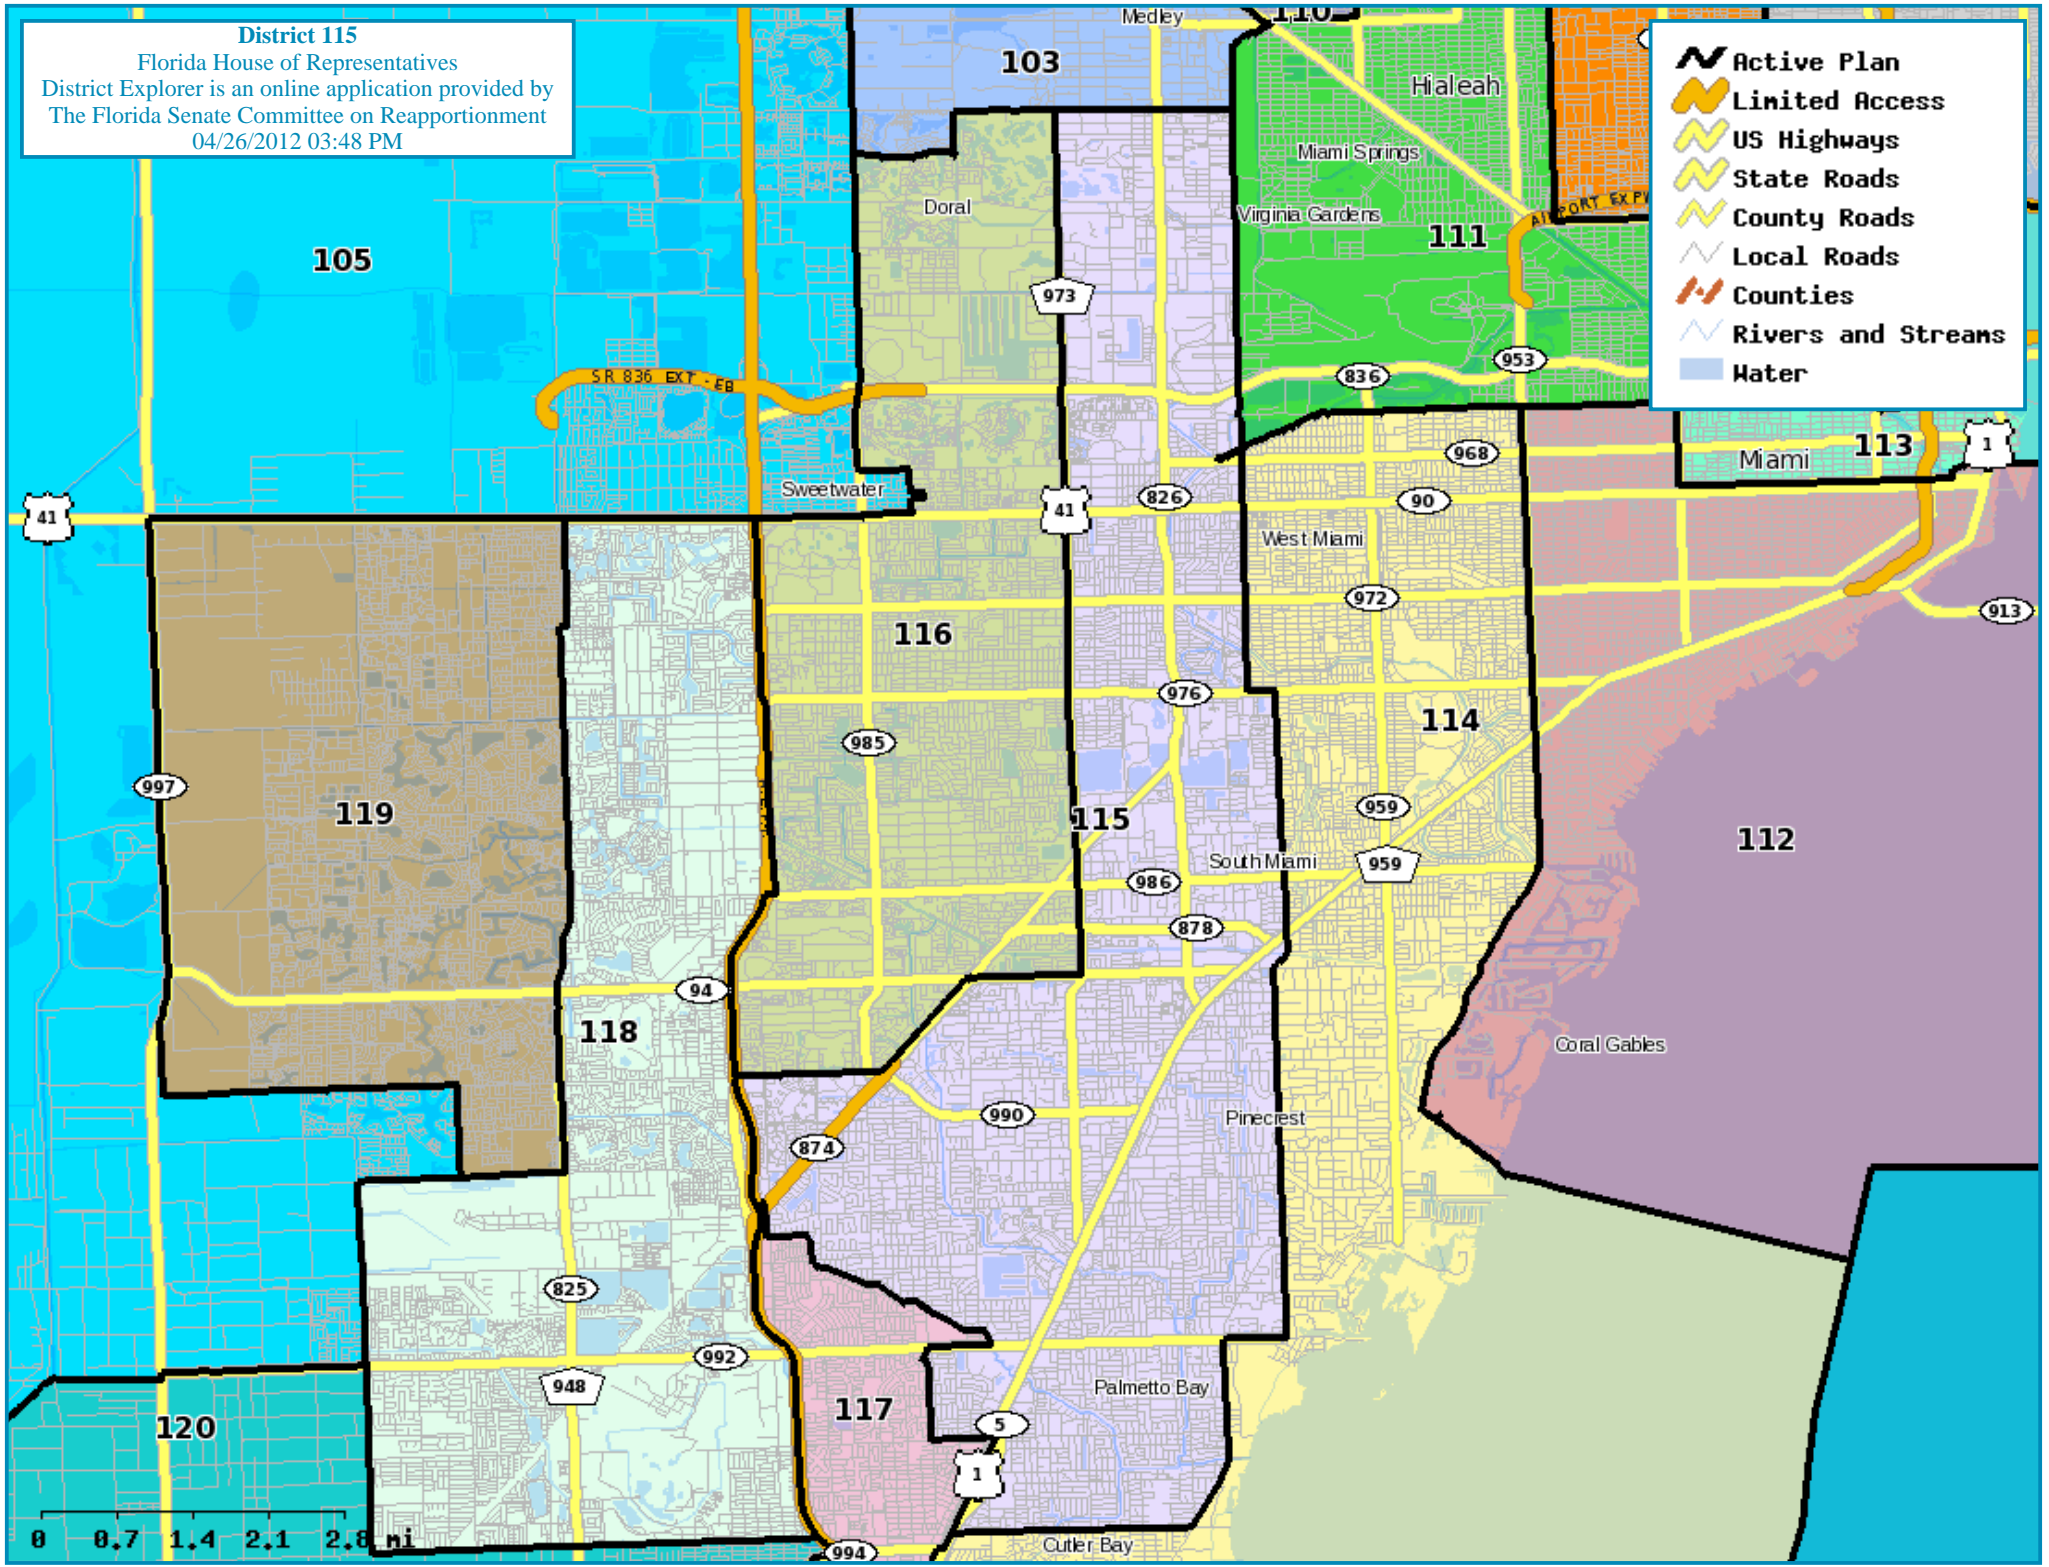 District 115
Florida House of Representatives
District Explorer is an online application provided by
The Florida Senate Committee on Reapportionment
04/26/2012 03:48 PM
Active Plan
Limited Access
US Highways
State Roads
County Roads
Local Roads
Counties
Rivers and Streams
Water
Medley
110
103
Hialeah
Miami Springs
AIRPORT EXPW
Doral
Virginia Gardens
111
105
973
953
836
SR 836 EXT - EB
113
1
968
Miami
Sweetwater
826
90
41
41
West Miami
972
913
116
976
114
985
997
959
119
115
112
South Miami
959
986
878
94
118
Coral Gables
990
Pinecrest
874
825
992
948
Palmetto Bay
117
5
120
1
0 0.7 1.4 2.1 2.8 mi
Cutler Bay
994